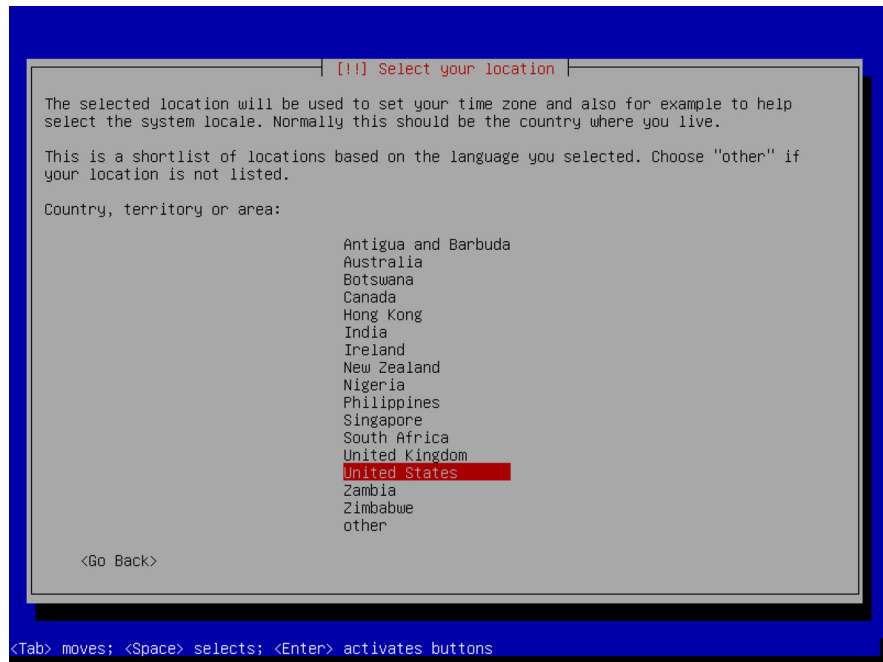 [!!] Select your location
The selected location will be used to set your time zone and also for example to help
select the system locale. Normally this should be the country where you live.
This is a shortlist of locations based on the language you selected. Choose "other" if
your location is not listed.
Country, territory or area:
Antigua and Barbuda
Australia
Botswana
Canada
Hong Kong
India
Ireland
New Zealand
Nigeria
Philippines
Singapore
South Africa
United Kingdom
United States
Zambia
Zimbabwe
other
<Go Back>
<Tab> moves; <Space> selects; <Enter> activates buttons